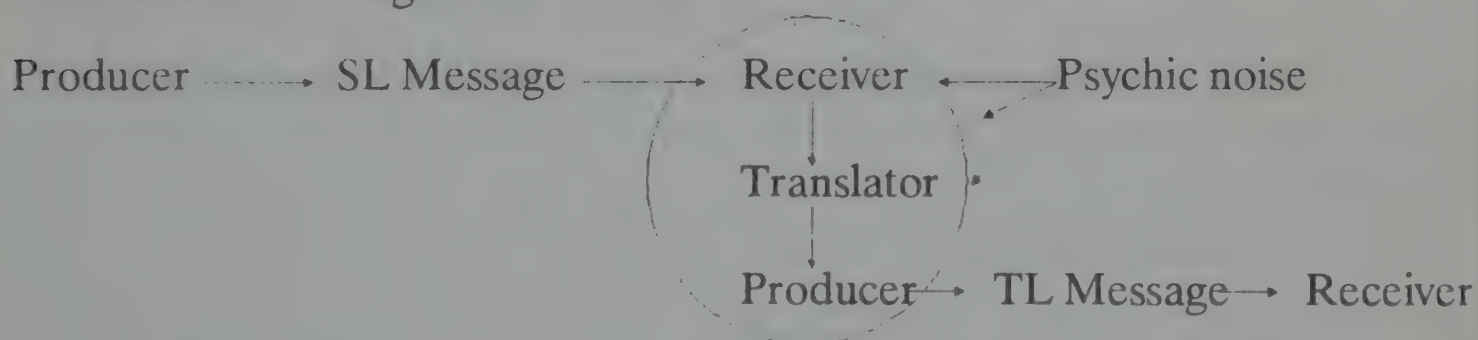 Producer SL Message Receiver Psychic noise
Translator
Producer TL Message Receiver